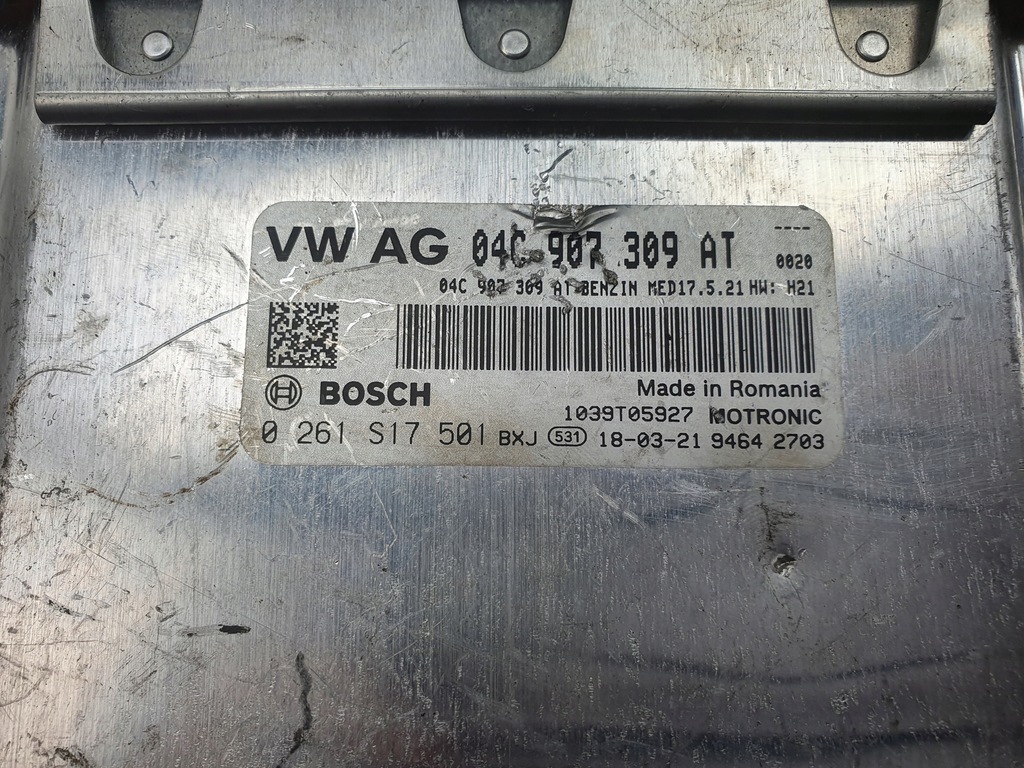 VW AG 04C 907 309 AT ----
0020
04C 907 309 AT BENZIN MED17.5.21 HW: H21
BOSCH
Made in Romania
1039T05927 MOTRONIC
0 261 S17 501 BXJ 531 18-03-21 9464 2703